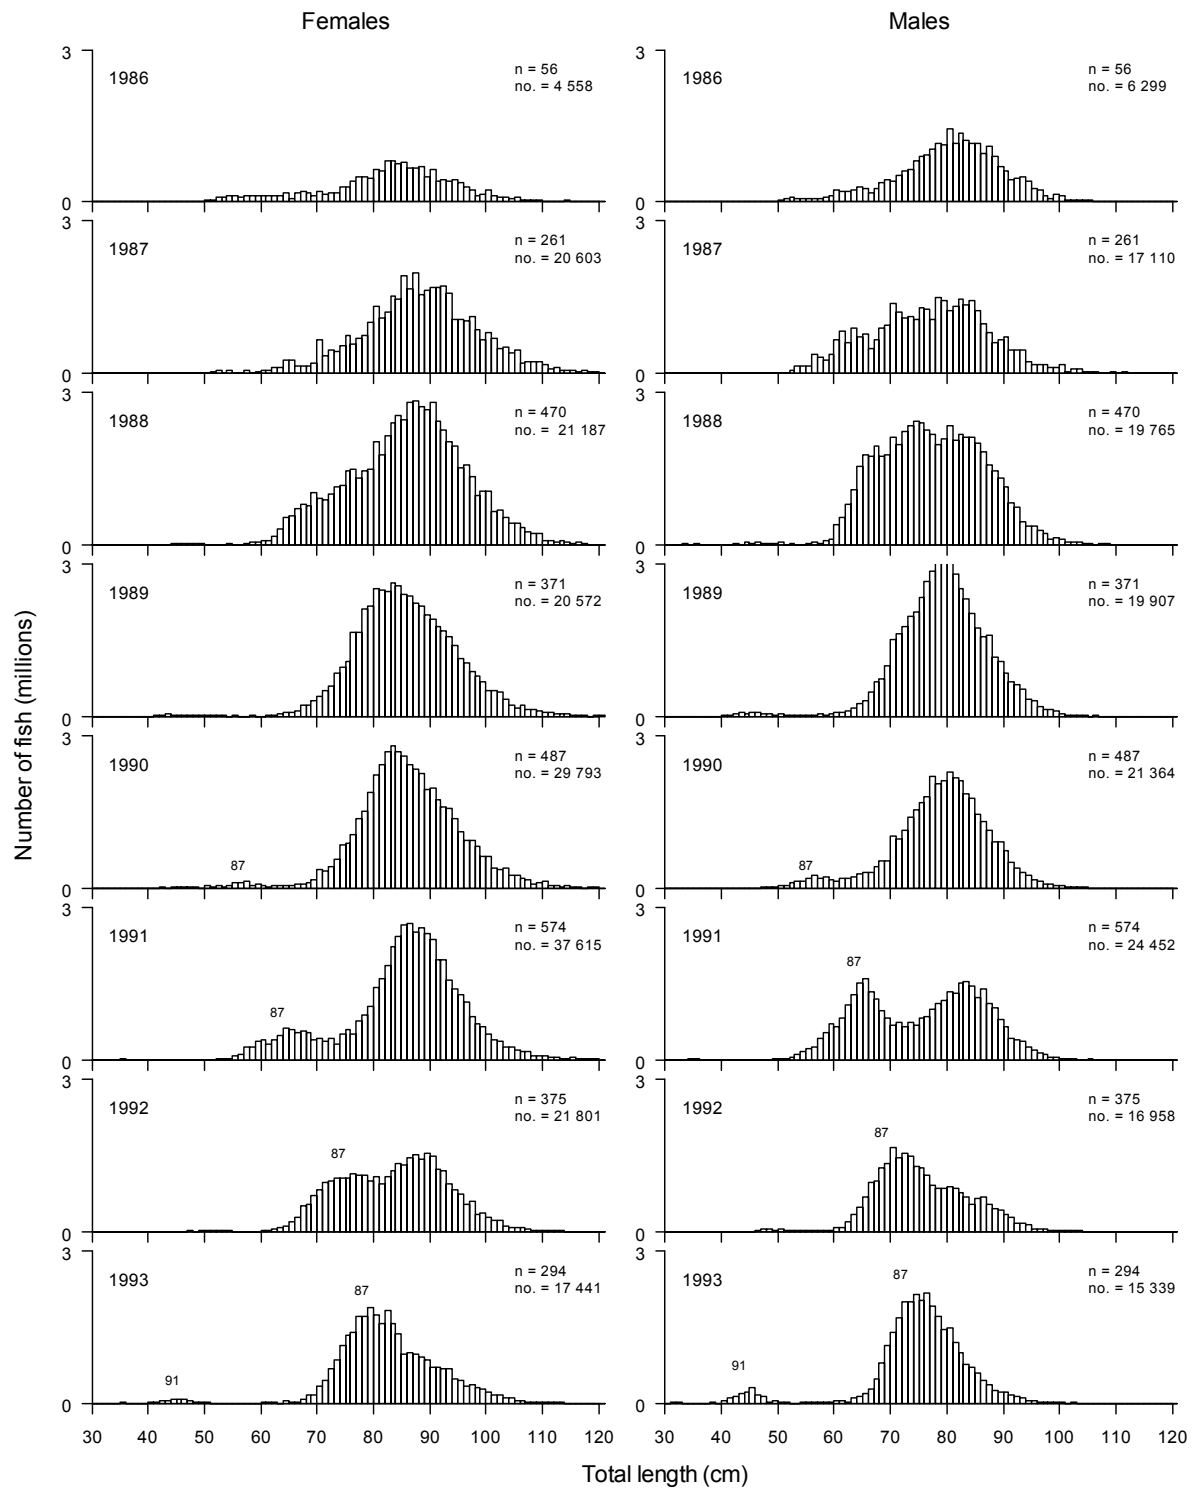 Females Males
3 3
1986 n = 56 1986 n = 56
no. = 4 558 no. = 6 299
0 0
3 3
1987 n = 261 1987 n = 261
no. = 20 603 no. = 17 110
0 0
3 3
1988 n = 470 1988 n = 470
no. = 21 187 no. = 19 765
0 0
3 3
1989 n = 371 1989 n = 371
no. = 20 572 no. = 19 907
0 0
3 3
1990 n = 487 1990 n = 487
no. = 29 793 no. = 21 364
87 87
0 0
3 3
1991 n = 574 1991 n = 574
no. = 37 615 no. = 24 452
87 87
0 0
3 3
1992 n = 375 1992 n = 375
no. = 21 801 no. = 16 958
87 87
0 0
3 3
1993 n = 294 1993 n = 294
no. = 17 441 no. = 15 339
87 87
91 91
0 0
30 40 50 60 70 80 90 100 110 120 30 40 50 60 70 80 90 100 110 120
Total length (cm)
Number of fish (millions)